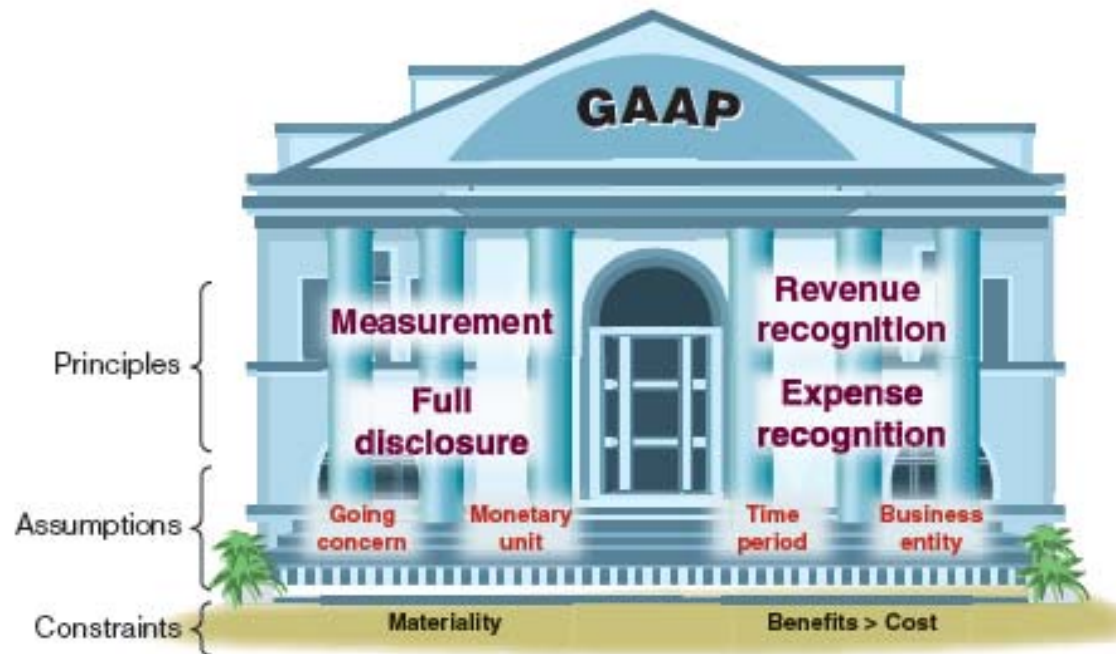 GAAP
Principles
Measurement
Revenue
recognition
Full
disclosure
Expense
recognition
Assumptions
Going
concern
Monetary
unit
Time
period
Business
entity
Constraints
Materiality
Benefits > Cost